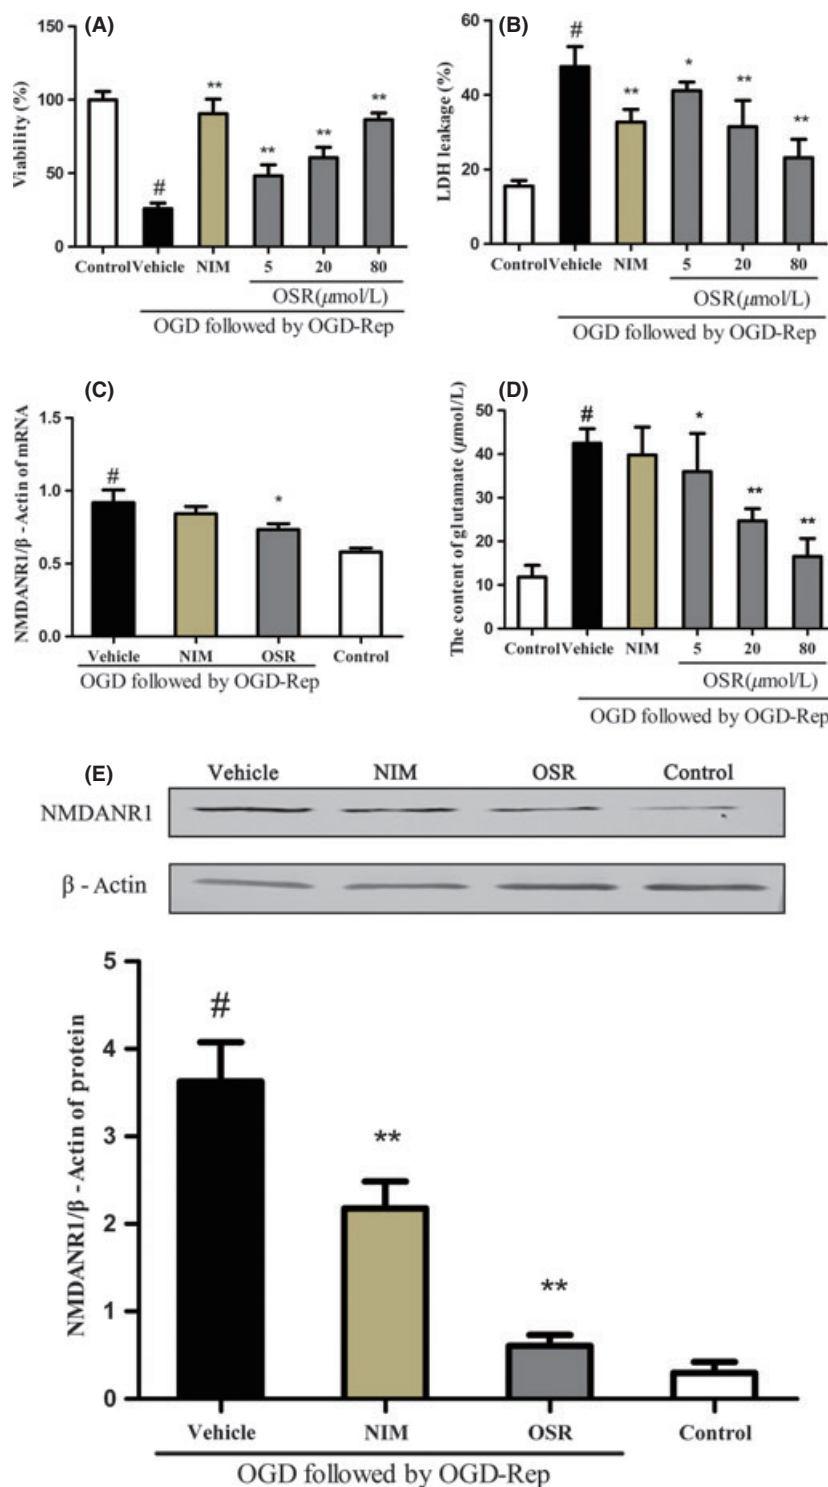 (A)
Viability (%)
150
100
50
0
#
**
**
**
**
Control Vehicle NIM 5 20 80
OSR(μmol/L)
OGD followed by OGD-Rep
(B)
LDH leakage (%)
60
40
20
0
#
**
*
**
**
Control Vehicle NIM 5 20 80
OSR(μmol/L)
OGD followed by OGD-Rep
(C)
NMDANR1/β - Actin of mRNA
1.5
1.0
0.5
0.0
#
*
Vehicle NIM OSR Control
OGD followed by OGD-Rep
(D)
The content of glutamate (μmol/L)
50
40
30
20
10
0
#
*
**
**
Control Vehicle NIM 5 20 80
OSR(μmol/L)
OGD followed by OGD-Rep
(E)
Vehicle NIM OSR Control
NMDANR1
β - Actin
NMDANR1/β - Actin of protein
5
4
3
2
1
0
#
**
**
Vehicle NIM OSR Control
OGD followed by OGD-Rep